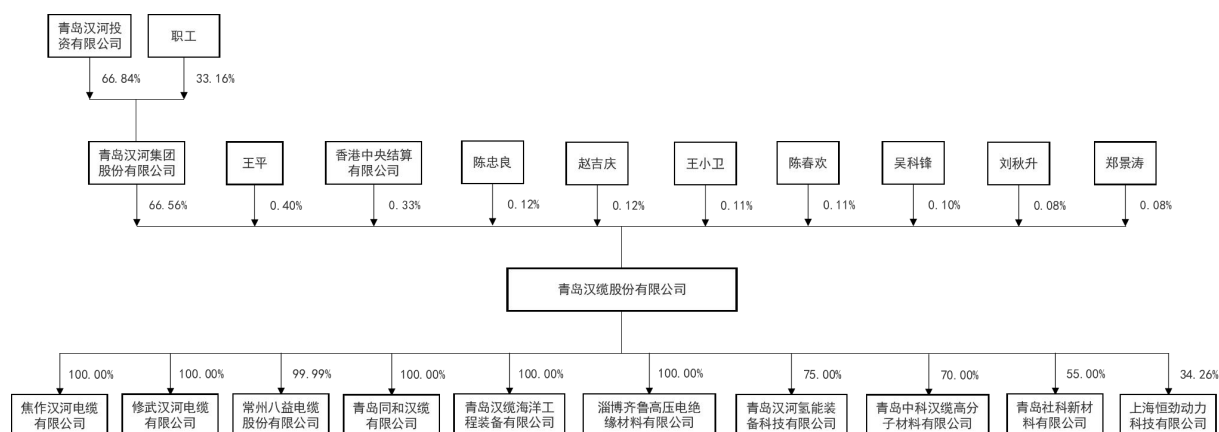 青岛汉河投
资有限公司
职工
66.84%
33.16%
青岛汉河集团
股份有限公司
王平
香港中央结算
有限公司
陈忠良
赵吉庆
王小卫
陈春欢
吴科锋
刘秋升
郑景涛
66.56%
0.40%
0.33%
0.12%
0.12%
0.11%
0.11%
0.10%
0.08%
0.08%
青岛汉缆股份有限公司
100.00%
100.00%
99.99%
100.00%
100.00%
100.00%
75.00%
70.00%
55.00%
34.26%
焦作汉河电缆
有限公司
修武汉河电缆
有限公司
常州八益电缆
股份有限公司
青岛同和汉缆
有限公司
青岛汉缆海洋工
程装备有限公司
淄博齐鲁高压电绝
缘材料有限公司
青岛汉河氢能装
备科技有限公司
青岛中科汉缆高分
子材料有限公司
青岛社科新材
料有限公司
上海恒劲动力
科技有限公司